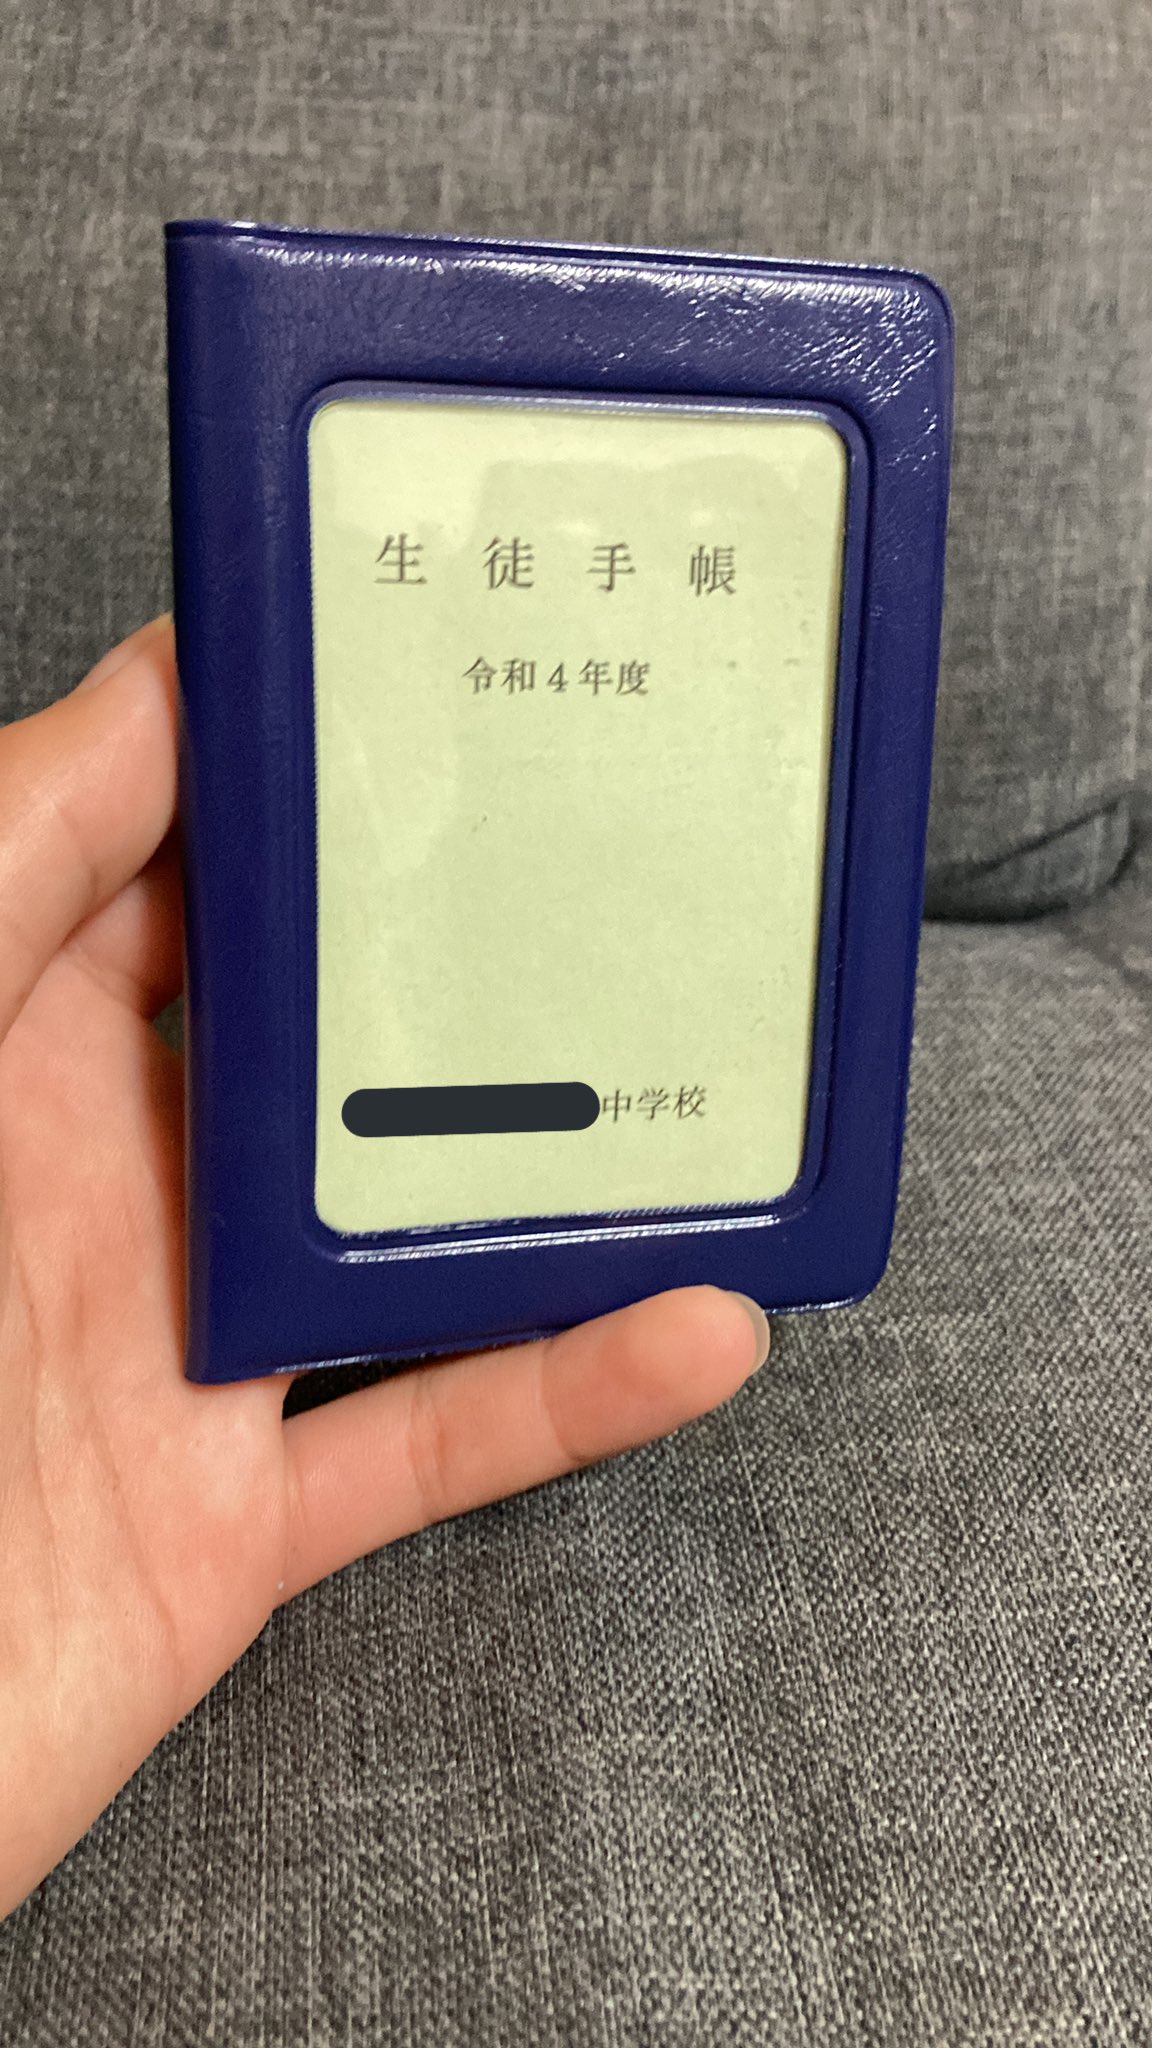 生徒手帳
令和4年度
中学校